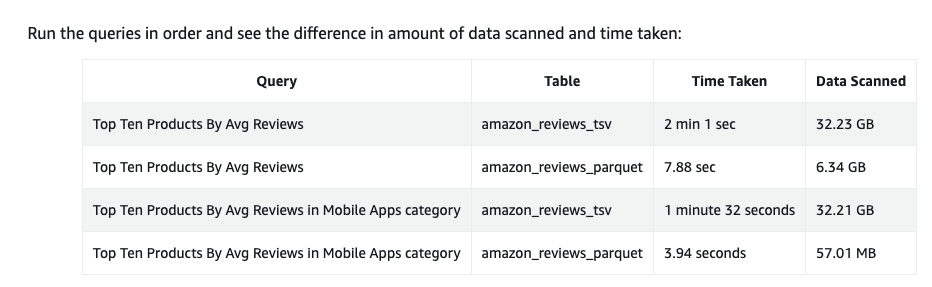 Run the queries in order and see the difference in amount of data scanned and time taken:
Query Table Time Taken Data Scanned
Top Ten Products By Avg Reviews amazon_reviews_tsv 2 min 1 sec 32.23 GB
Top Ten Products By Avg Reviews amazon_reviews_parquet 7.88 sec 6.34 GB
Top Ten Products By Avg Reviews in Mobile Apps category amazon_reviews_tsv 1 minute 32 seconds 32.21 GB
Top Ten Products By Avg Reviews in Mobile Apps category amazon_reviews_parquet 3.94 seconds 57.01 MB